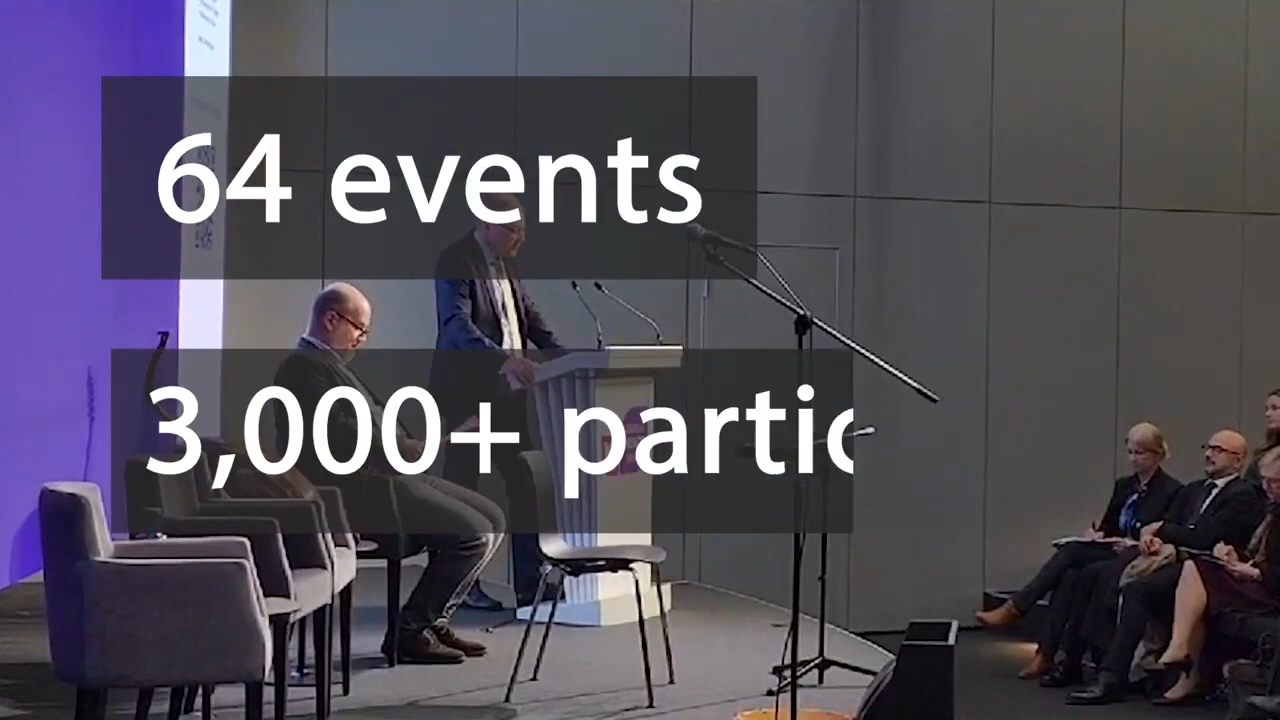 64 events
3,000+ partic